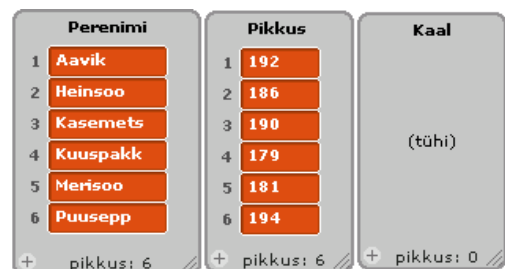 Perenimi
1 Aavik
2 Heinsoo
3 Kasemets
4 Kuuspakk
5 Merisoo
6 Puusepp
+ pikkus: 6
Pikkus
1 192
2 186
3 190
4 179
5 181
6 194
+ pikkus: 6
Kaal
(tühi)
+ pikkus: 0